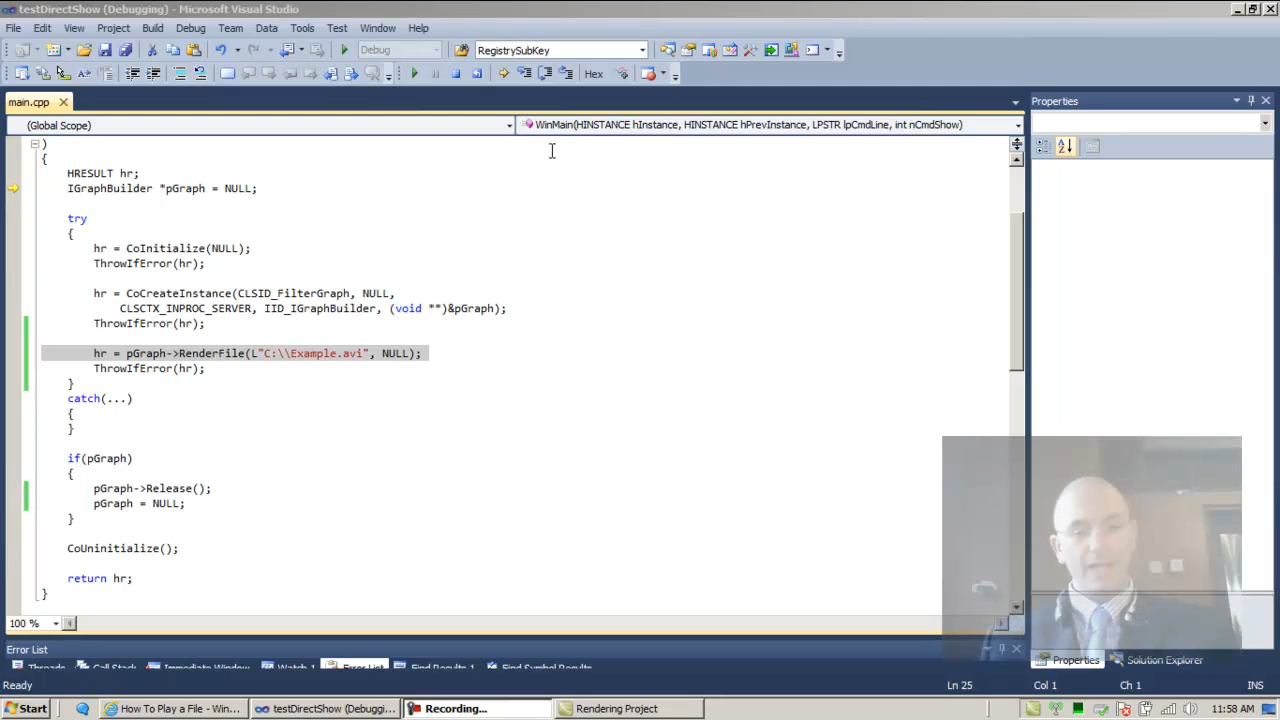 testDirectShow (Debugging) - Microsoft Visual Studio
File Edit View Project Build Debug Team Data Tools Test Window Help
Debug RegistrySubKey
Hex
main.cpp
Properties
(Global Scope)
WinMain(HINSTANCE hInstance, HINSTANCE hPrevInstance, LPSTR lpCmdLine, int nCmdShow)
)
{
HRESULT hr;
IGraphBuilder *pGraph = NULL;
try
{
hr = CoInitialize(NULL);
ThrowIfError(hr);
hr = CoCreateInstance(CLSID_FilterGraph, NULL,
CLSCTX_INPROC_SERVER, IID_IGraphBuilder, (void **)&pGraph);
ThrowIfError(hr);
hr = pGraph->RenderFile(L"C:\\Example.avi", NULL);
ThrowIfError(hr);
}
catch(...)
{
}
if(pGraph)
{
pGraph->Release();
pGraph = NULL;
}
CoUninitialize();
return hr;
}
100 %
Error List
Threads Call Stack Immediate Window Watch 1 Error List Find Results 1 Find Symbol Results
Properties Solution Explorer
Ready Ln 25 Col 1 Ch 1 INS
Start How To Play a File - Win... testDirectShow (Debuggi... Recording... Rendering Project 11:58 AM